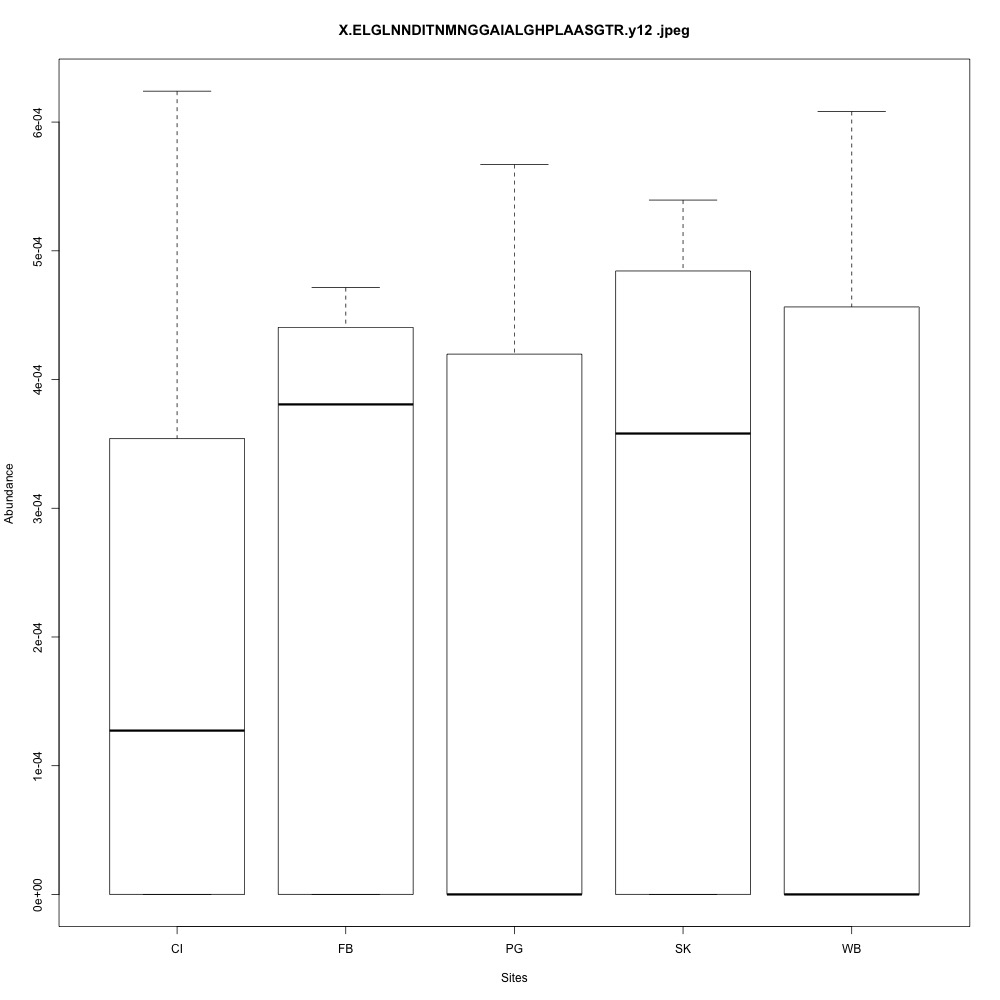 X.ELGLNNDITNMNGGAIALGHPLAASGTR.y12 .jpeg
6e-04
5e-04
4e-04
3e-04
2e-04
1e-04
0e+00
Abundance
CI FB PG SK WB
Sites